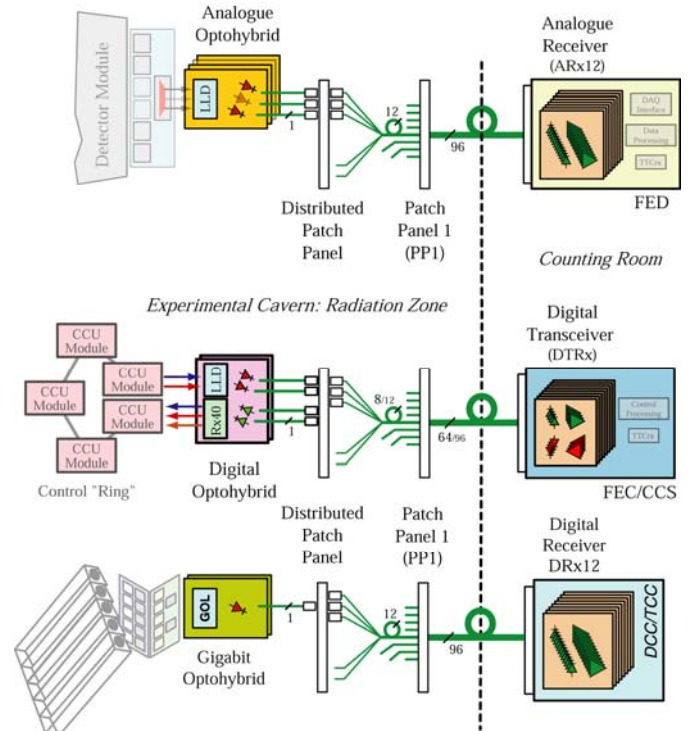 Analogue
Optohybrid
Detector Module
LLD
1
12
96
Distributed
Patch
Panel
Patch
Panel 1
(PP1)
Analogue
Receiver
(ARx12)
DAQ
Interface
Data
Processing
TTCrx
FED
Counting Room
Experimental Cavern: Radiation Zone
CCU
Module
CCU
Module
CCU
Module
CCU
Module
CCU
Module
Control "Ring"
LLD
Rx40
1
Digital
Optohybrid
8/12
64/96
Distributed
Patch
Panel
Patch
Panel 1
(PP1)
Digital
Transceiver
(DTRx)
Control
Processing
TTCrx
FEC/CCS
GOL
1
Gigabit
Optohybrid
12
96
Digital
Receiver
DRx12
DCC/TCC